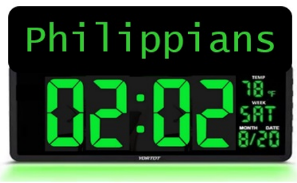 Philippians
02:02
TEMP
78 °F
WEEK
SAT
MONTH DATE
8/20